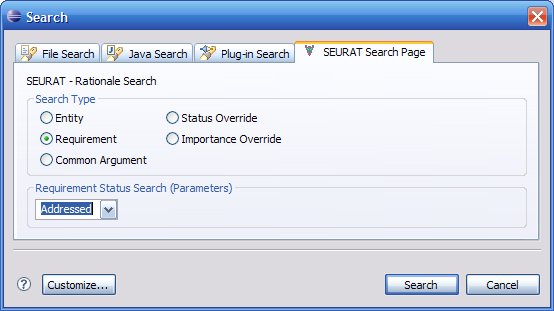 Search
File Search Java Search Plug-in Search SEURAT Search Page
SEURAT - Rationale Search
Search Type
Entity Status Override
Requirement Importance Override
Common Argument
Requirement Status Search (Parameters)
Addressed
? Customize... Search Cancel